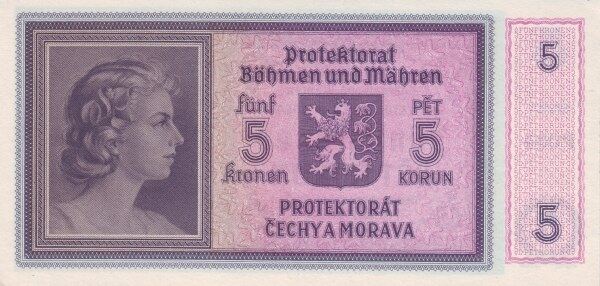 Protektorat
Böhmen und Mähren
fünf
5
kronen
PĚT
5
KORUN
PROTEKTORÁT
ČECHY A MORAVA
5
5